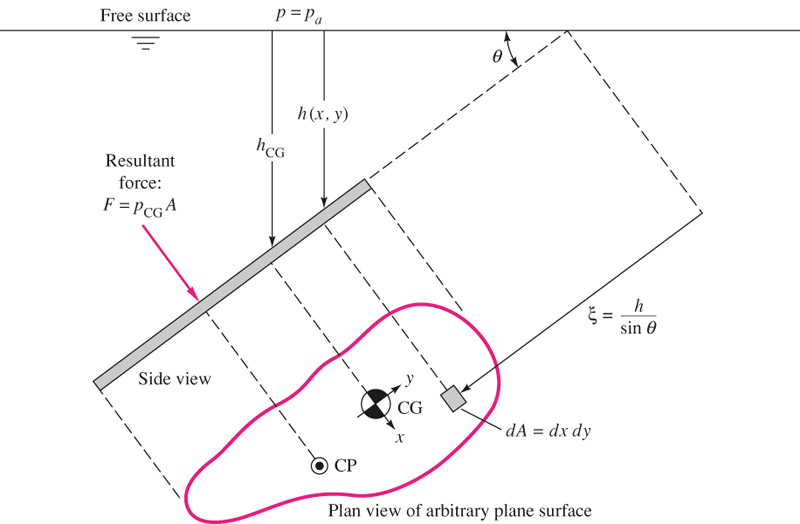 Free surface
p = pₐ
θ
h(x, y)
h_CG
Resultant
force:
F = p_CG A
ξ = h / sin θ
Side view
y
CG
x
dA = dx dy
CP
Plan view of arbitrary plane surface